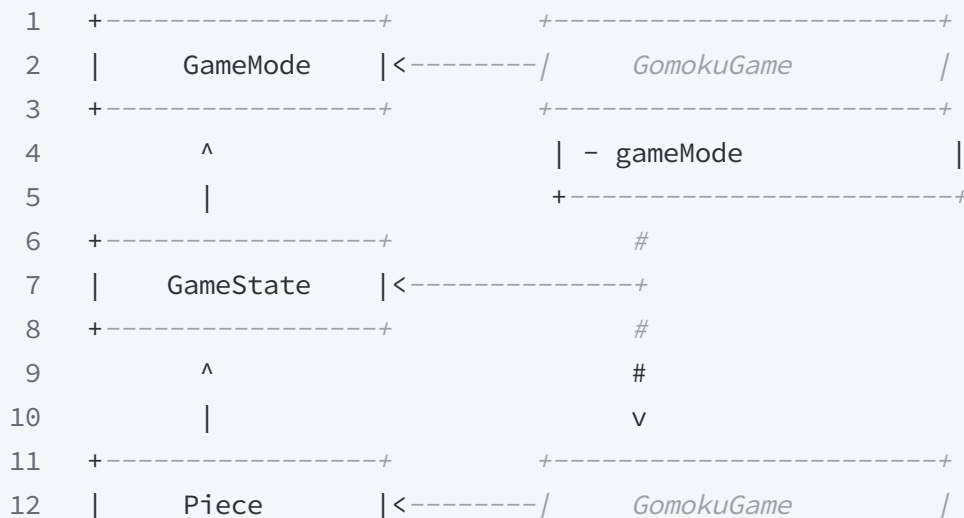 1 +-----------------+ +------------------------+
2 | GameMode |<--------| GomokuGame |
3 +-----------------+ +------------------------+
4 ^ | - gameMode |
5 | +------------------------+
6 +-----------------+ #
7 | GameState |<--------------+
8 +-----------------+ #
9 ^ #
10 | v
11 +-----------------+ +------------------------+
12 | Piece |<--------| GomokuGame |